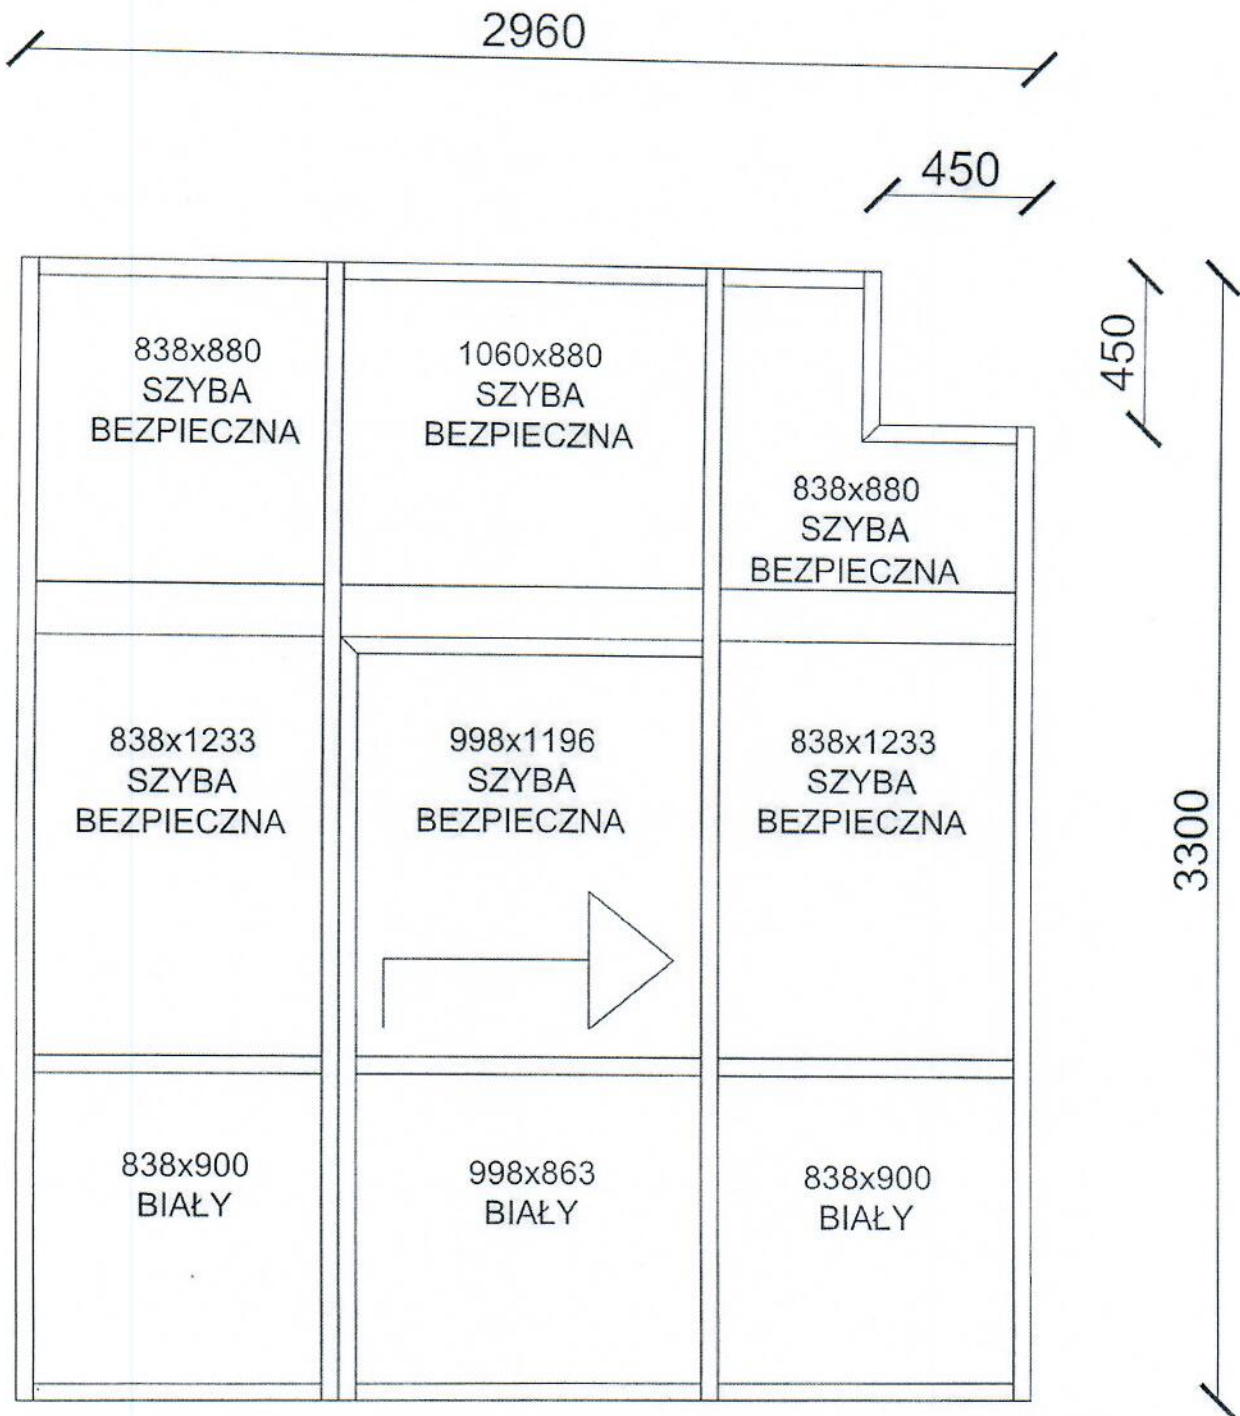 2960
450
450
3300
838x880
SZYBA
BEZPIECZNA
1060x880
SZYBA
BEZPIECZNA
838x880
SZYBA
BEZPIECZNA
838x1233
SZYBA
BEZPIECZNA
998x1196
SZYBA
BEZPIECZNA
838x1233
SZYBA
BEZPIECZNA
838x900
BIAŁY
998x863
BIAŁY
838x900
BIAŁY